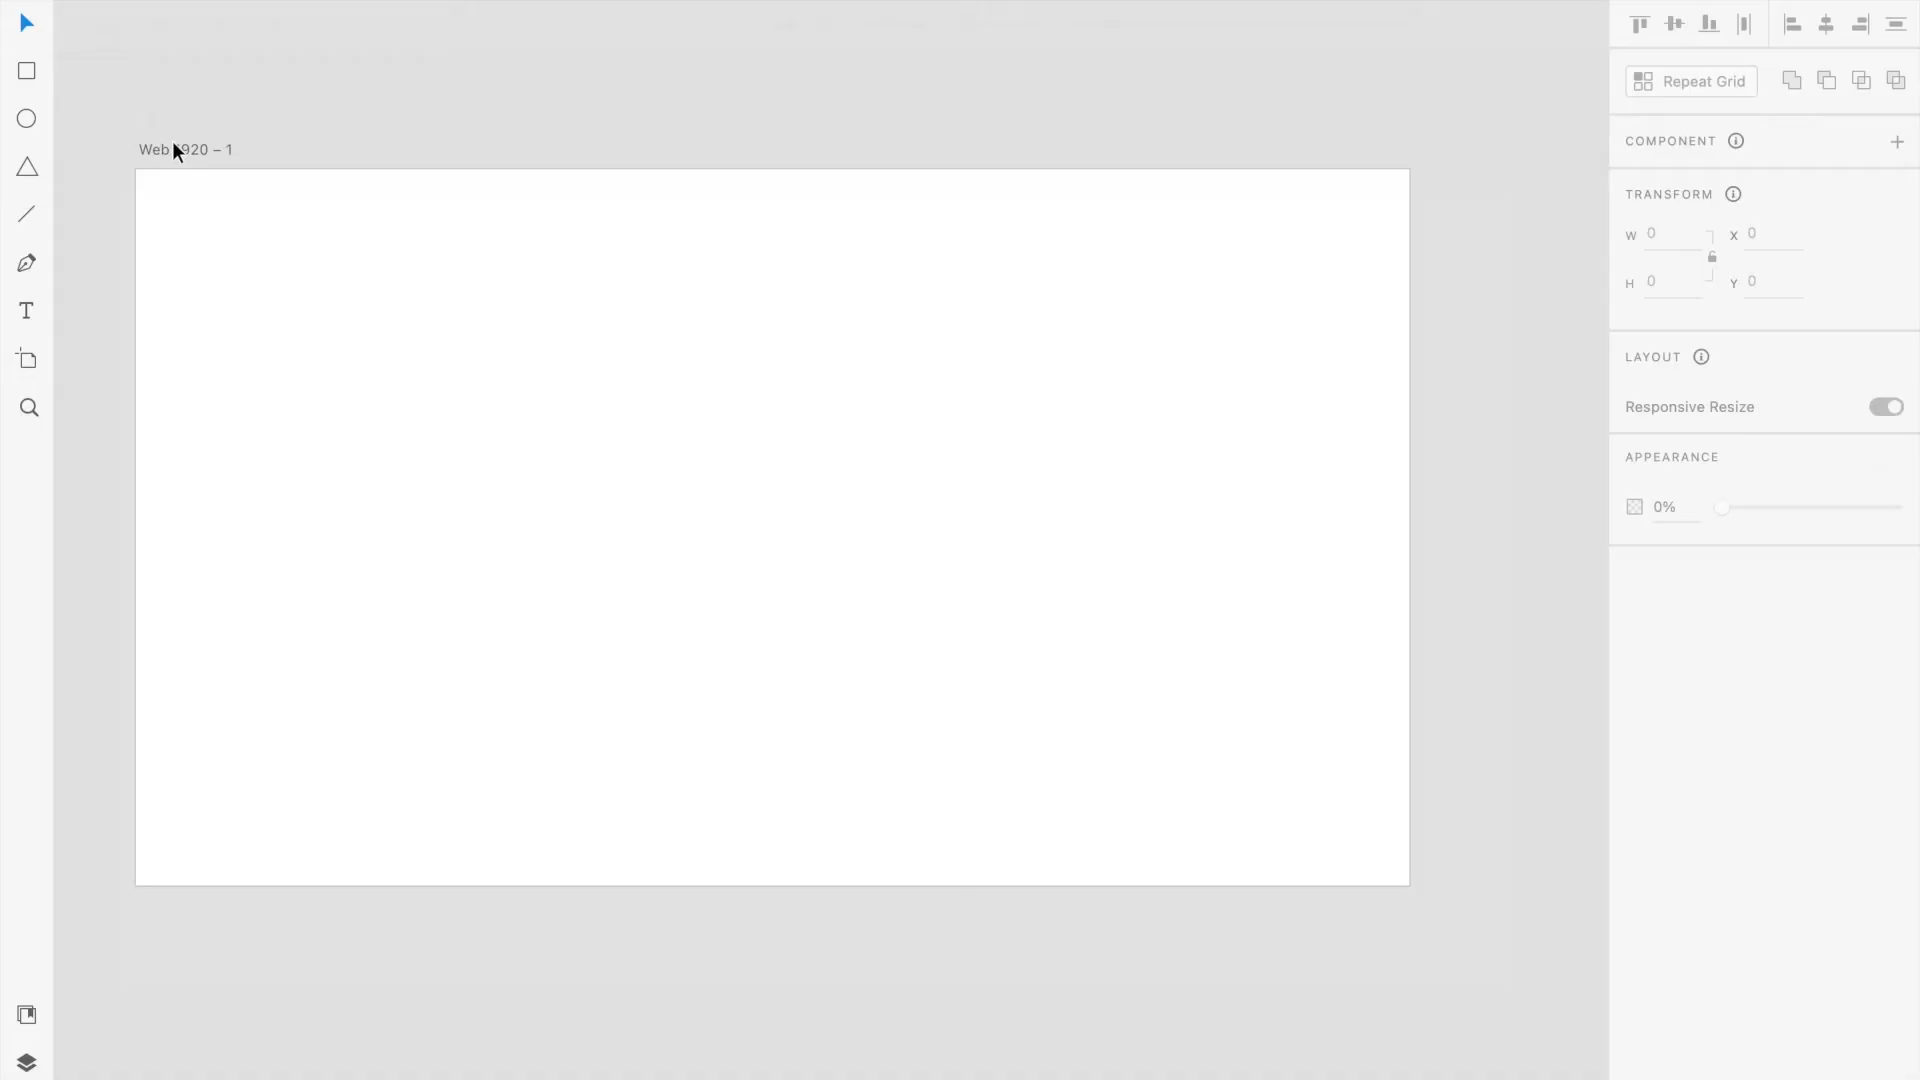 Repeat Grid
COMPONENT
Web 1920 – 1
TRANSFORM
W 0 X 0
H 0 Y 0
LAYOUT
Responsive Resize
APPEARANCE
0%